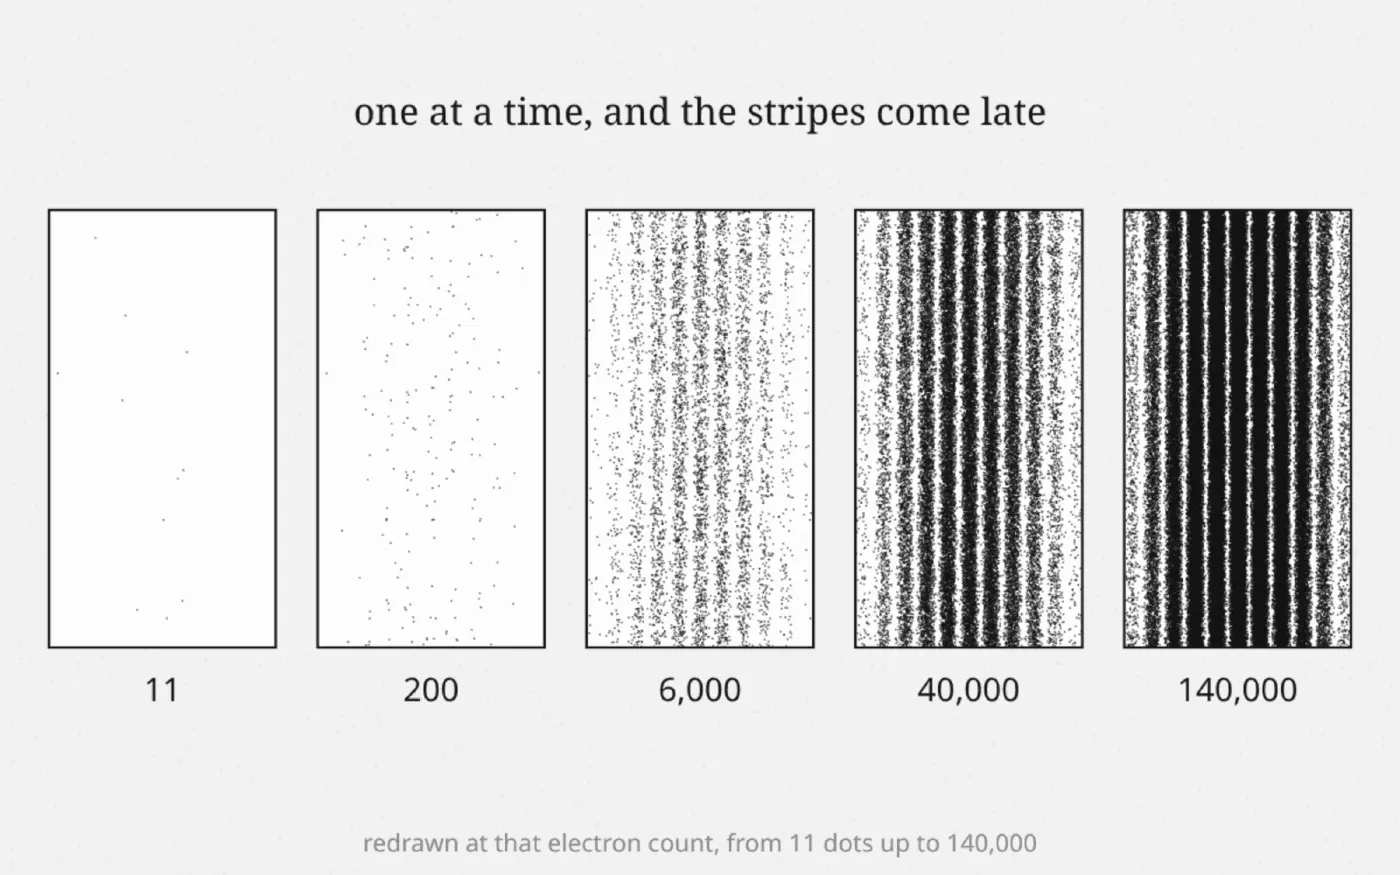 one at a time, and the stripes come late
11
200
6,000
40,000
140,000
redrawn at that electron count, from 11 dots up to 140,000